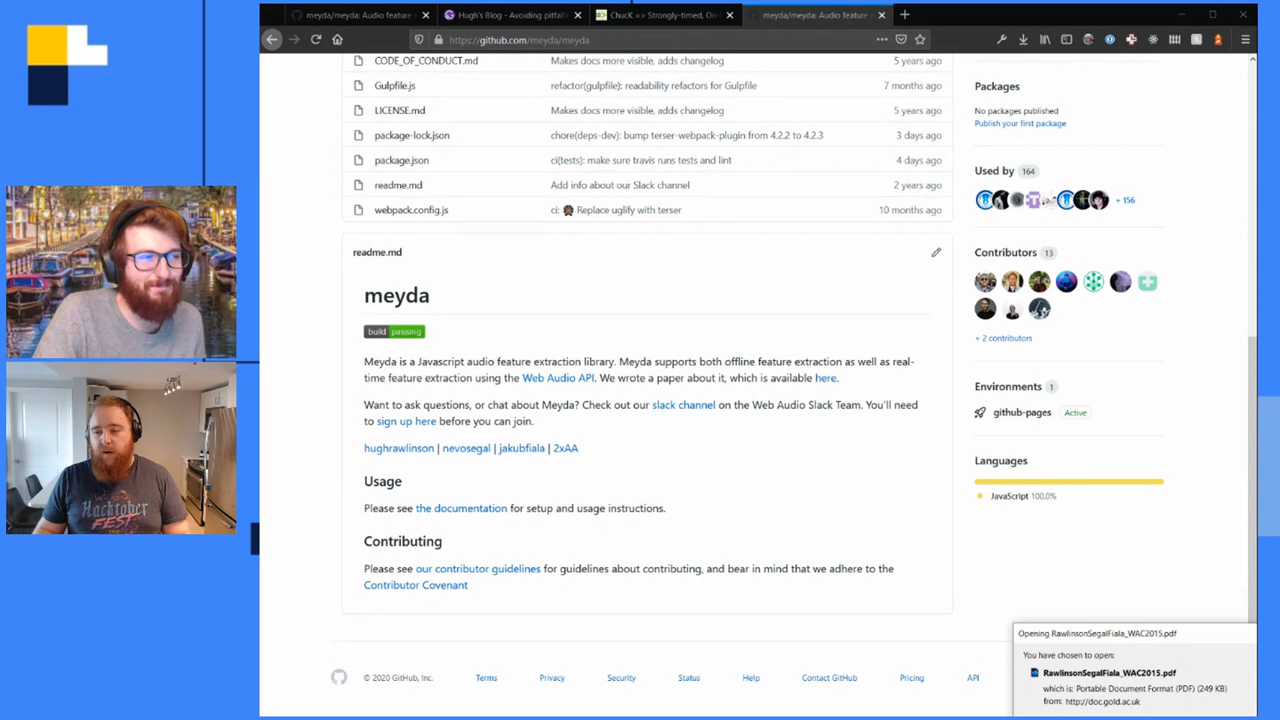 meyda/meyda: Audio feature e
Hugh's Blog - Avoiding pitfal
ChucK => Strongly-timed, On
meyda/meyda: Audio feature e
https://github.com/meyda/meyda
CODE_OF_CONDUCT.md Makes docs more visible, adds changelog 5 years ago
Gulpfile.js refactor(gulpfile): readability refactors for Gulpfile 7 months ago
LICENSE.md Makes docs more visible, adds changelog 5 years ago
package-lock.json chore(deps-dev): bump terser-webpack-plugin from 4.2.2 to 4.2.3 3 days ago
package.json ci(tests): make sure travis runs tests and lint 4 days ago
readme.md Add info about our Slack channel 2 years ago
webpack.config.js ci: Replace uglify with terser 10 months ago
readme.md
meyda
build passing
Meyda is a Javascript audio feature extraction library. Meyda supports both offline feature extraction as well as real-
time feature extraction using the Web Audio API. We wrote a paper about it, which is available here.
Want to ask questions, or chat about Meyda? Check out our slack channel on the Web Audio Slack Team. You'll need
to sign up here before you can join.
hughrawlinson | nevosegal | jakubfiala | 2xAA
Usage
Please see the documentation for setup and usage instructions.
Contributing
Please see our contributor guidelines for guidelines about contributing, and bear in mind that we adhere to the
Contributor Covenant
Packages
No packages published
Publish your first package
Used by 164
+ 156
Contributors 13
+ 2 contributors
Environments 1
github-pages Active
Languages
JavaScript 100.0%
© 2020 GitHub, Inc. Terms Privacy Security Status Help Contact GitHub Pricing API
Opening RawlinsonSegalFiala_WAC2015.pdf
You have chosen to open:
RawlinsonSegalFiala_WAC2015.pdf
which is: Portable Document Format (PDF) (249 KB)
from: http://doc.gold.ac.uk
Hacktober
FEST